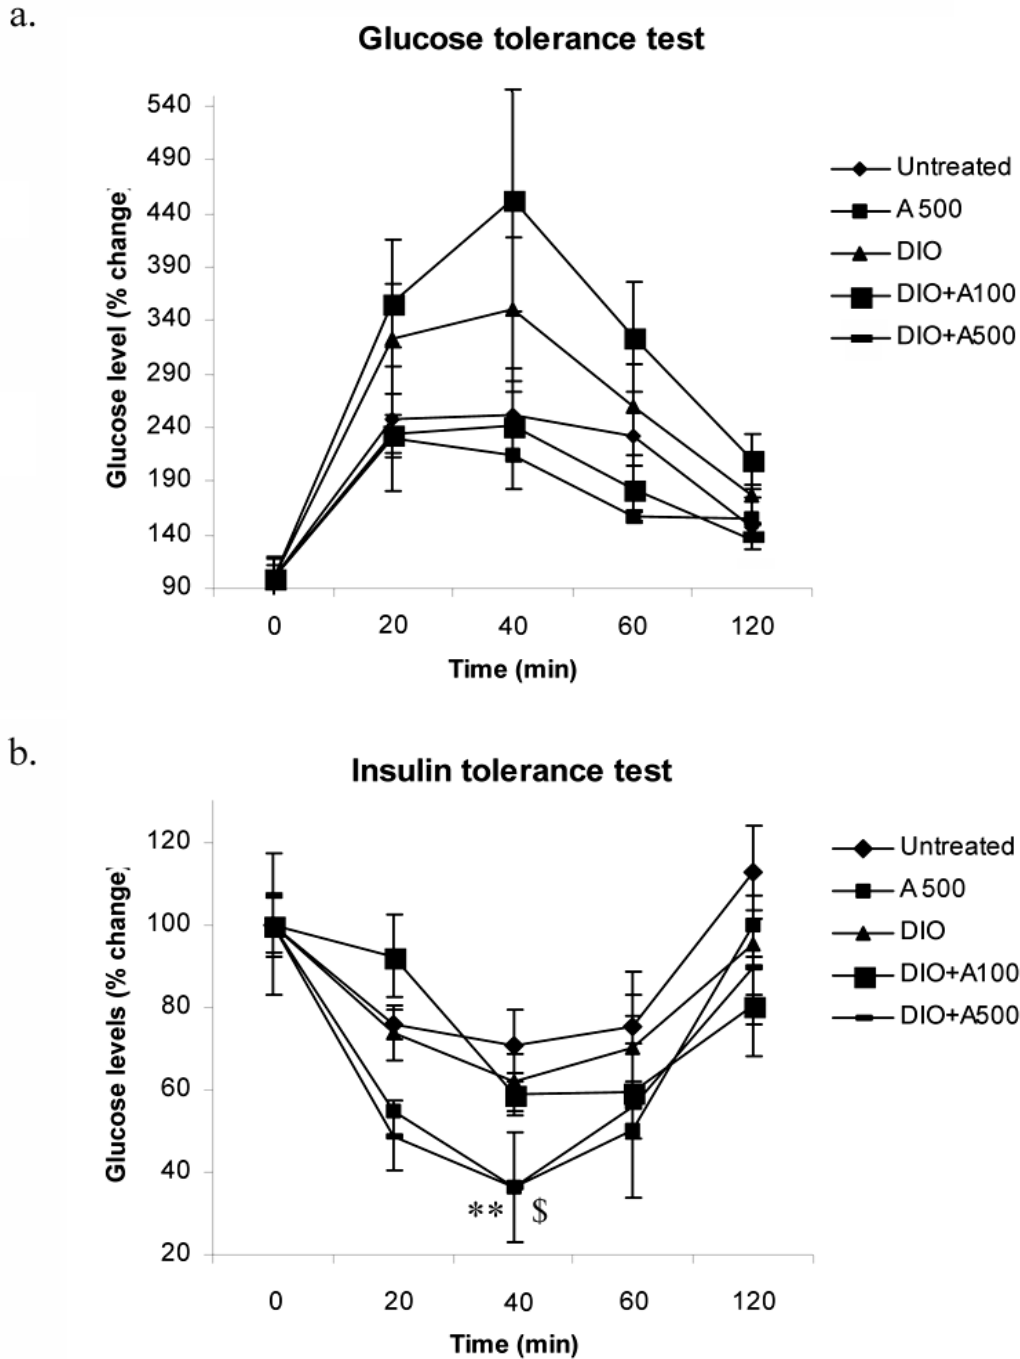 a.
Glucose tolerance test
540
490
440
390
340
290
240
190
140
90
Glucose level (% change)
0 20 40 60 120
Time (min)
Untreated
A 500
DIO
DIO+A100
DIO+A500
b.
Insulin tolerance test
120
100
80
60
40
20
Glucose levels (% change)
** $
0 20 40 60 120
Time (min)
Untreated
A 500
DIO
DIO+A100
DIO+A500